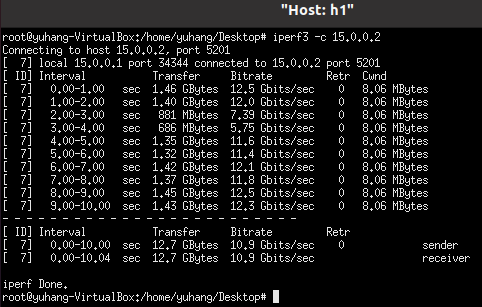 "Host: h1"
root@yuhang-VirtualBox:/home/yuhang/Desktop# iperf3 -c 15.0.0.2
Connecting to host 15.0.0.2, port 5201
[  7] local 15.0.0.1 port 34344 connected to 15.0.0.2 port 5201
[ ID] Interval           Transfer     Bitrate         Retr  Cwnd
[  7]   0.00-1.00   sec  1.46 GBytes  12.5 Gbits/sec    0   8.06 MBytes
[  7]   1.00-2.00   sec  1.40 GBytes  12.0 Gbits/sec    0   8.06 MBytes
[  7]   2.00-3.00   sec   881 MBytes  7.39 Gbits/sec    0   8.06 MBytes
[  7]   3.00-4.00   sec   686 MBytes  5.75 Gbits/sec    0   8.06 MBytes
[  7]   4.00-5.00   sec  1.35 GBytes  11.6 Gbits/sec    0   8.06 MBytes
[  7]   5.00-6.00   sec  1.32 GBytes  11.4 Gbits/sec    0   8.06 MBytes
[  7]   6.00-7.00   sec  1.42 GBytes  12.1 Gbits/sec    0   8.06 MBytes
[  7]   7.00-8.00   sec  1.37 GBytes  11.8 Gbits/sec    0   8.06 MBytes
[  7]   8.00-9.00   sec  1.45 GBytes  12.5 Gbits/sec    0   8.06 MBytes
[  7]   9.00-10.00  sec  1.43 GBytes  12.3 Gbits/sec    0   8.06 MBytes
- - - - - - - - - - - - - - - - - - - - - - - - -
[ ID] Interval           Transfer     Bitrate         Retr
[  7]   0.00-10.00  sec  12.7 GBytes  10.9 Gbits/sec    0             sender
[  7]   0.00-10.04  sec  12.7 GBytes  10.9 Gbits/sec                  receiver
iperf Done.
root@yuhang-VirtualBox:/home/yuhang/Desktop#